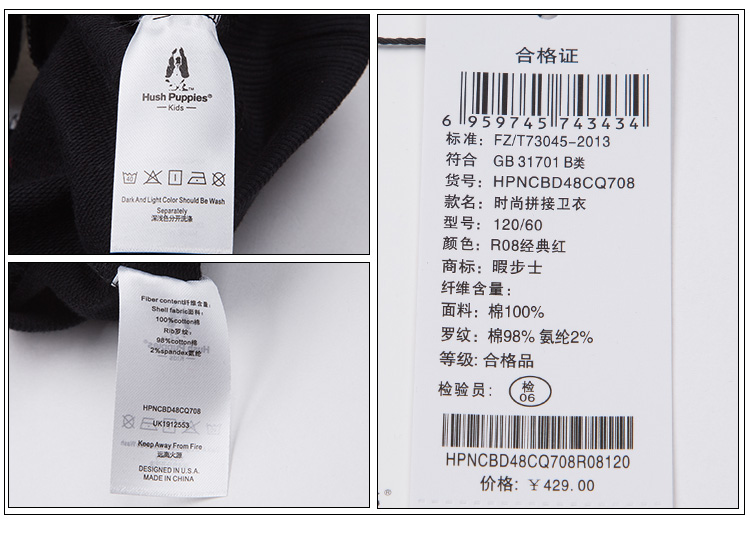 Hush Puppies®
Kids
40
Dark And Light Color Should Be Wash
Separately
深浅色分开洗涤
Fiber content纤维含量:
Shell fabric面料:
100%cotton棉
Rib罗纹:
98%cotton棉
2%spandex氨纶
HPNCBD48CQ708
UK1912553
Keep Away From Fire
远离火源
DESIGNED IN U.S.A.
MADE IN CHINA
合格证
6 959745 743434
标准: FZ/T73045-2013
符合 GB 31701 B类
货号: HPNCBD48CQ708
款名: 时尚拼接卫衣
型号: 120/60
颜色: R08经典红
商标: 暇步士
纤维含量:
面料: 棉100%
罗纹: 棉98% 氨纶2%
等级: 合格品
检验员: 检
06
HPNCBD48CQ708R08120
价格: ￥429.00